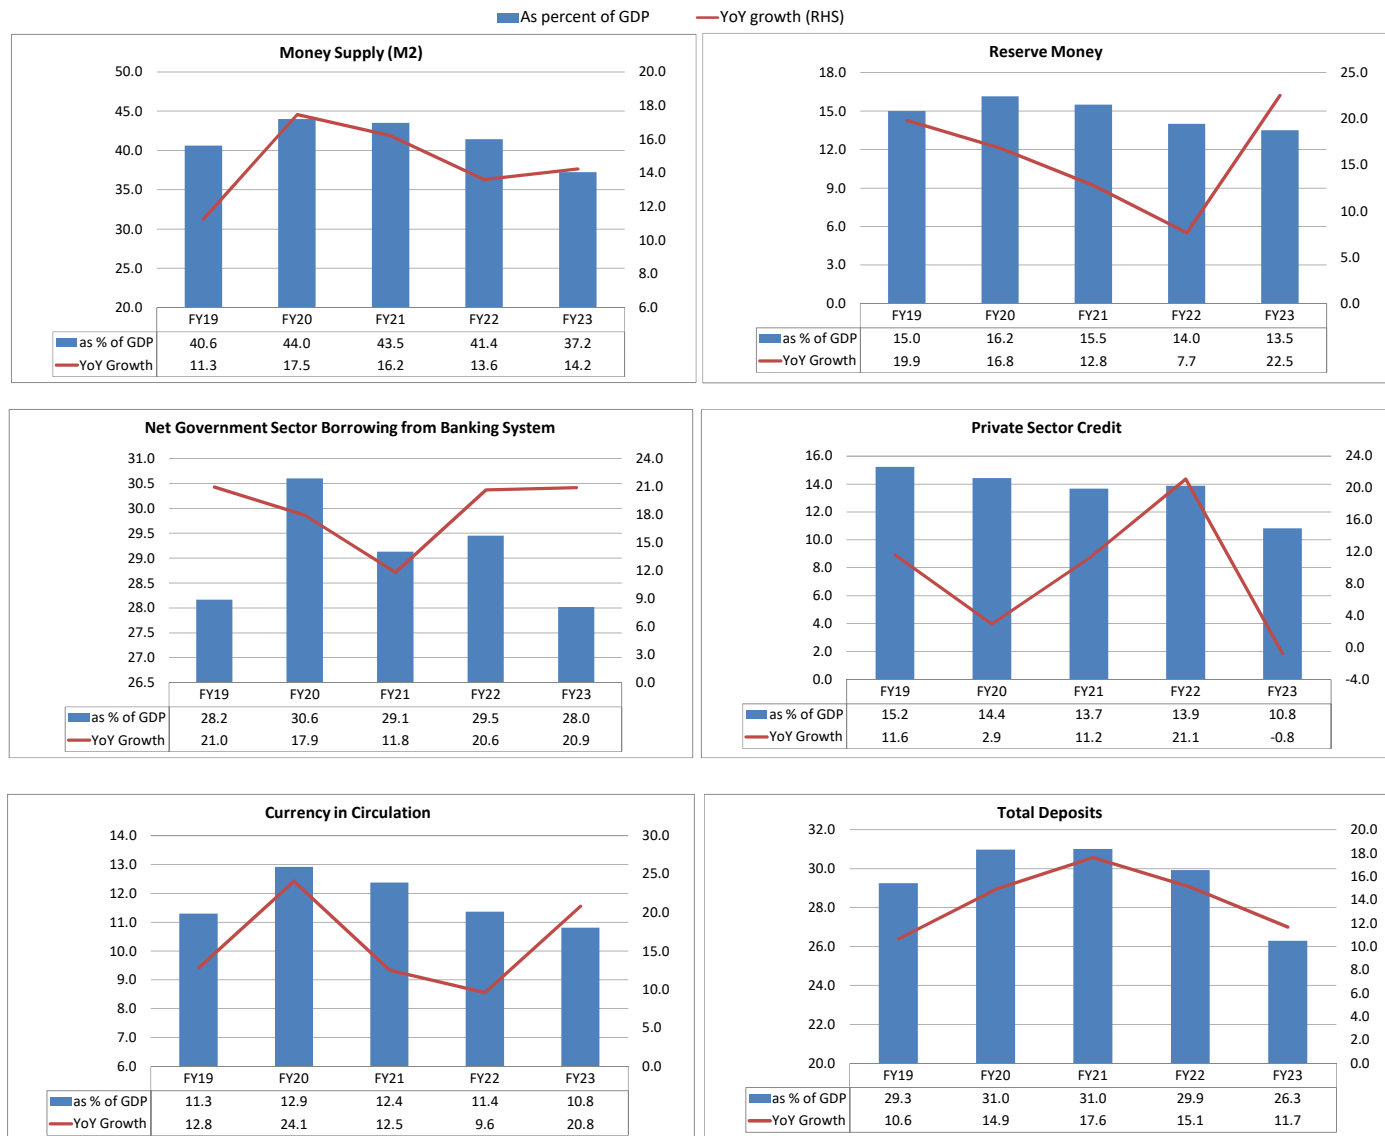 As percent of GDP YoY growth (RHS)
Money Supply (M2)
50.0 20.0
45.0 18.0
40.0 16.0
35.0 14.0
30.0 12.0
25.0 10.0
20.0 8.0
6.0
FY19 FY20 FY21 FY22 FY23
as % of GDP 40.6 44.0 43.5 41.4 37.2
YoY Growth 11.3 17.5 16.2 13.6 14.2
Reserve Money
18.0 25.0
15.0 20.0
12.0 15.0
9.0 10.0
6.0 5.0
3.0 0.0
0.0
FY19 FY20 FY21 FY22 FY23
as % of GDP 15.0 16.2 15.5 14.0 13.5
YoY Growth 19.9 16.8 12.8 7.7 22.5
Net Government Sector Borrowing from Banking System
31.0 24.0
30.5 21.0
30.0 18.0
29.5 15.0
29.0 12.0
28.5 9.0
28.0 6.0
27.5 3.0
27.0 0.0
26.5
FY19 FY20 FY21 FY22 FY23
as % of GDP 28.2 30.6 29.1 29.5 28.0
YoY Growth 21.0 17.9 11.8 20.6 20.9
Private Sector Credit
16.0 24.0
14.0 20.0
12.0 16.0
10.0 12.0
8.0 8.0
6.0 4.0
4.0 0.0
2.0 -4.0
0.0
FY19 FY20 FY21 FY22 FY23
as % of GDP 15.2 14.4 13.7 13.9 10.8
YoY Growth 11.6 2.9 11.2 21.1 -0.8
Currency in Circulation
14.0 30.0
13.0 25.0
12.0 20.0
11.0 15.0
10.0 10.0
9.0 5.0
8.0 0.0
7.0
6.0
FY19 FY20 FY21 FY22 FY23
as % of GDP 11.3 12.9 12.4 11.4 10.8
YoY Growth 12.8 24.1 12.5 9.6 20.8
Total Deposits
32.0 20.0
30.0 18.0
28.0 16.0
26.0 14.0
24.0 12.0
22.0 10.0
20.0 8.0
6.0
4.0
2.0
0.0
FY19 FY20 FY21 FY22 FY23
as % of GDP 29.3 31.0 31.0 29.9 26.3
YoY Growth 10.6 14.9 17.6 15.1 11.7